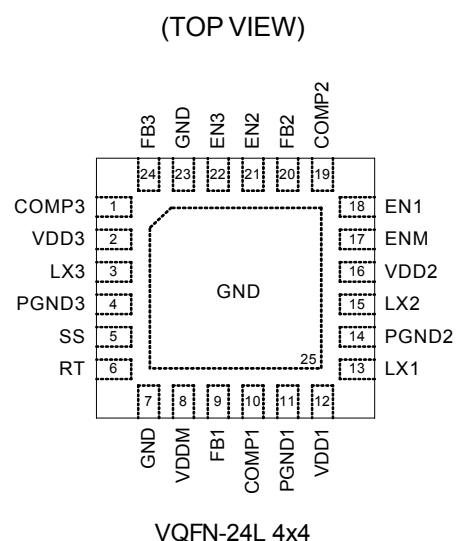 (TOP VIEW)
FB3
GND
EN3
EN2
FB2
COMP2
24
23
22
21
20
19
COMP3 1
VDD3 2
LX3 3
PGND3 4
SS 5
RT 6
18 EN1
17 ENM
16 VDD2
15 LX2
14 PGND2
13 LX1
GND
25
7
8
9
10
11
12
GND
VDDM
FB1
COMP1
PGND1
VDD1
VQFN-24L 4x4